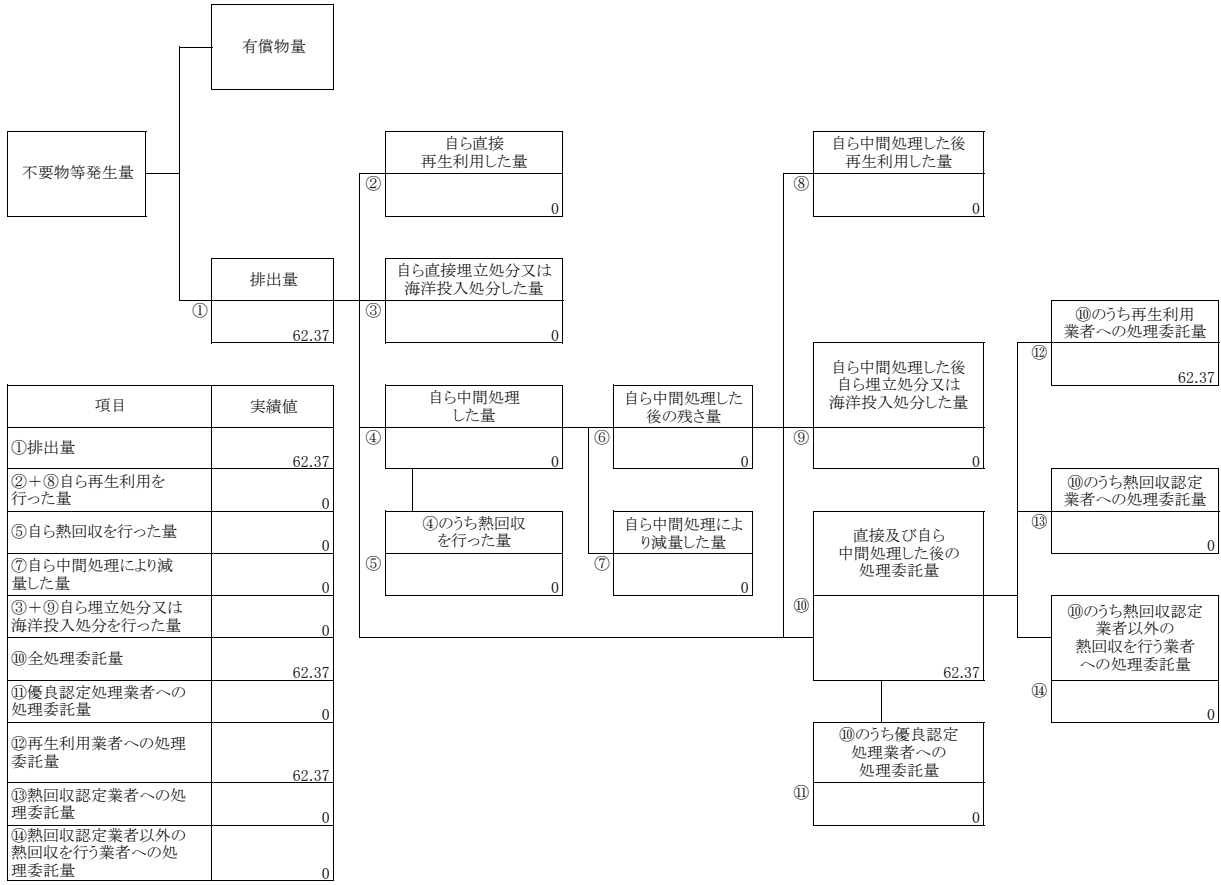 有償物量
不要物等発生量
自ら直接
再生利用した量
②
0
自ら中間処理した後
再生利用した量
⑧
0
排出量
①
62.37
自ら直接埋立処分又は
海洋投入処分した量
③
0
自ら中間処理
した量
④
0
自ら中間処理した
後の残さ量
⑥
0
自ら中間処理した後
自ら埋立処分又は
海洋投入処分した量
⑨
0
⑩のうち再生利用
業者への処理委託量
⑫
62.37
④のうち熱回収
を行った量
⑤
0
自ら中間処理によ
り減量した量
⑦
0
直接及び自ら
中間処理した後の
処理委託量
⑩
62.37
⑩のうち熱回収認定
業者への処理委託量
⑬
0
⑩のうち熱回収認定
業者以外の
熱回収を行う業者
への処理委託量
⑭
0
⑩のうち優良認定
処理業者への
処理委託量
⑪
0
項目 実績値
①排出量
62.37
②+⑧自ら再生利用を
行った量
0
⑤自ら熱回収を行った量
0
⑦自ら中間処理により減
量した量
0
③+⑨自ら埋立処分又は
海洋投入処分を行った量
0
⑩全処理委託量
62.37
⑪優良認定処理業者への
処理委託量
0
⑫再生利用業者への処理
委託量
62.37
⑬熱回収認定業者への処
理委託量
0
⑭熱回収認定業者以外の
熱回収を行う業者への処
理委託量
0